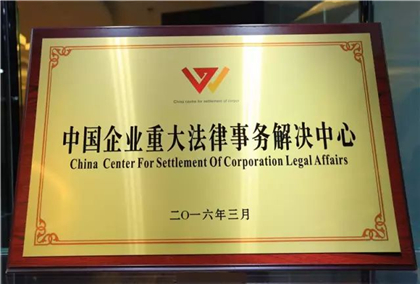 中国企业重大法律事务解决中心
China Center For Settlement Of Corporation Legal Affairs
二〇一六年三月